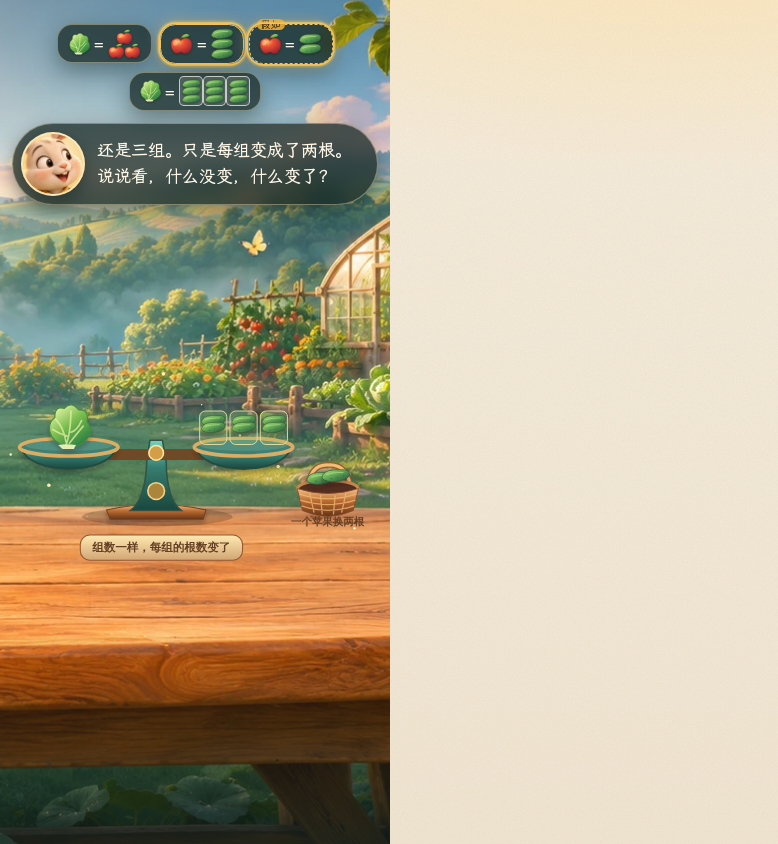 =
=
假如
=
=
还是三组。只是每组变成了两根。
说说看，什么没变，什么变了？
一个苹果换两根
组数一样，每组的根数变了